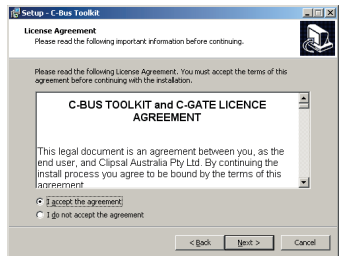 Setup - C-Bus Toolkit
License Agreement
Please read the following important information before continuing.
Please read the following License Agreement. You must accept the terms of this
agreement before continuing with the installation.
C-BUS TOOLKIT and C-GATE LICENCE
AGREEMENT
This legal document is an agreement between you, as the
end user, and Clipsal Australia Pty Ltd. By continuing the
install process you agree to be bound by the terms of this
agreement
I accept the agreement
I do not accept the agreement
< Back Next > Cancel